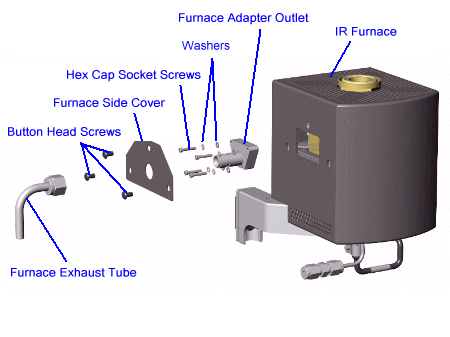 Furnace Adapter Outlet
IR Furnace
Washers
Hex Cap Socket Screws
Furnace Side Cover
Button Head Screws
Furnace Exhaust Tube